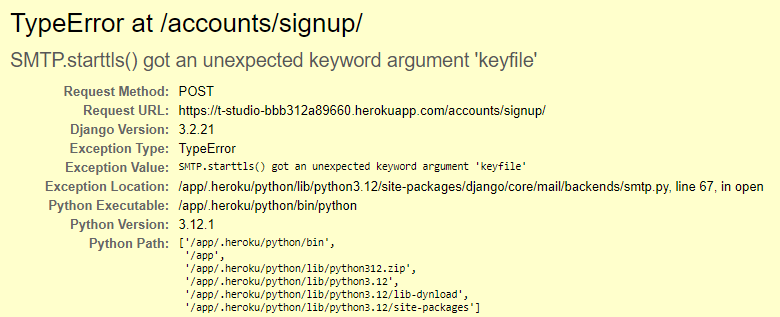 TypeError at /accounts/signup/
SMTP.starttls() got an unexpected keyword argument 'keyfile'
Request Method: POST
Request URL: https://t-studio-bbb312a89660.herokuapp.com/accounts/signup/
Django Version: 3.2.21
Exception Type: TypeError
Exception Value: SMTP.starttls() got an unexpected keyword argument 'keyfile'
Exception Location: /app/.heroku/python/lib/python3.12/site-packages/django/core/mail/backends/smtp.py, line 67, in open
Python Executable: /app/.heroku/python/bin/python
Python Version: 3.12.1
Python Path: ['/app/.heroku/python/bin',
'/app',
'/app/.heroku/python/lib/python312.zip',
'/app/.heroku/python/lib/python3.12',
'/app/.heroku/python/lib/python3.12/lib-dynload',
'/app/.heroku/python/lib/python3.12/site-packages']